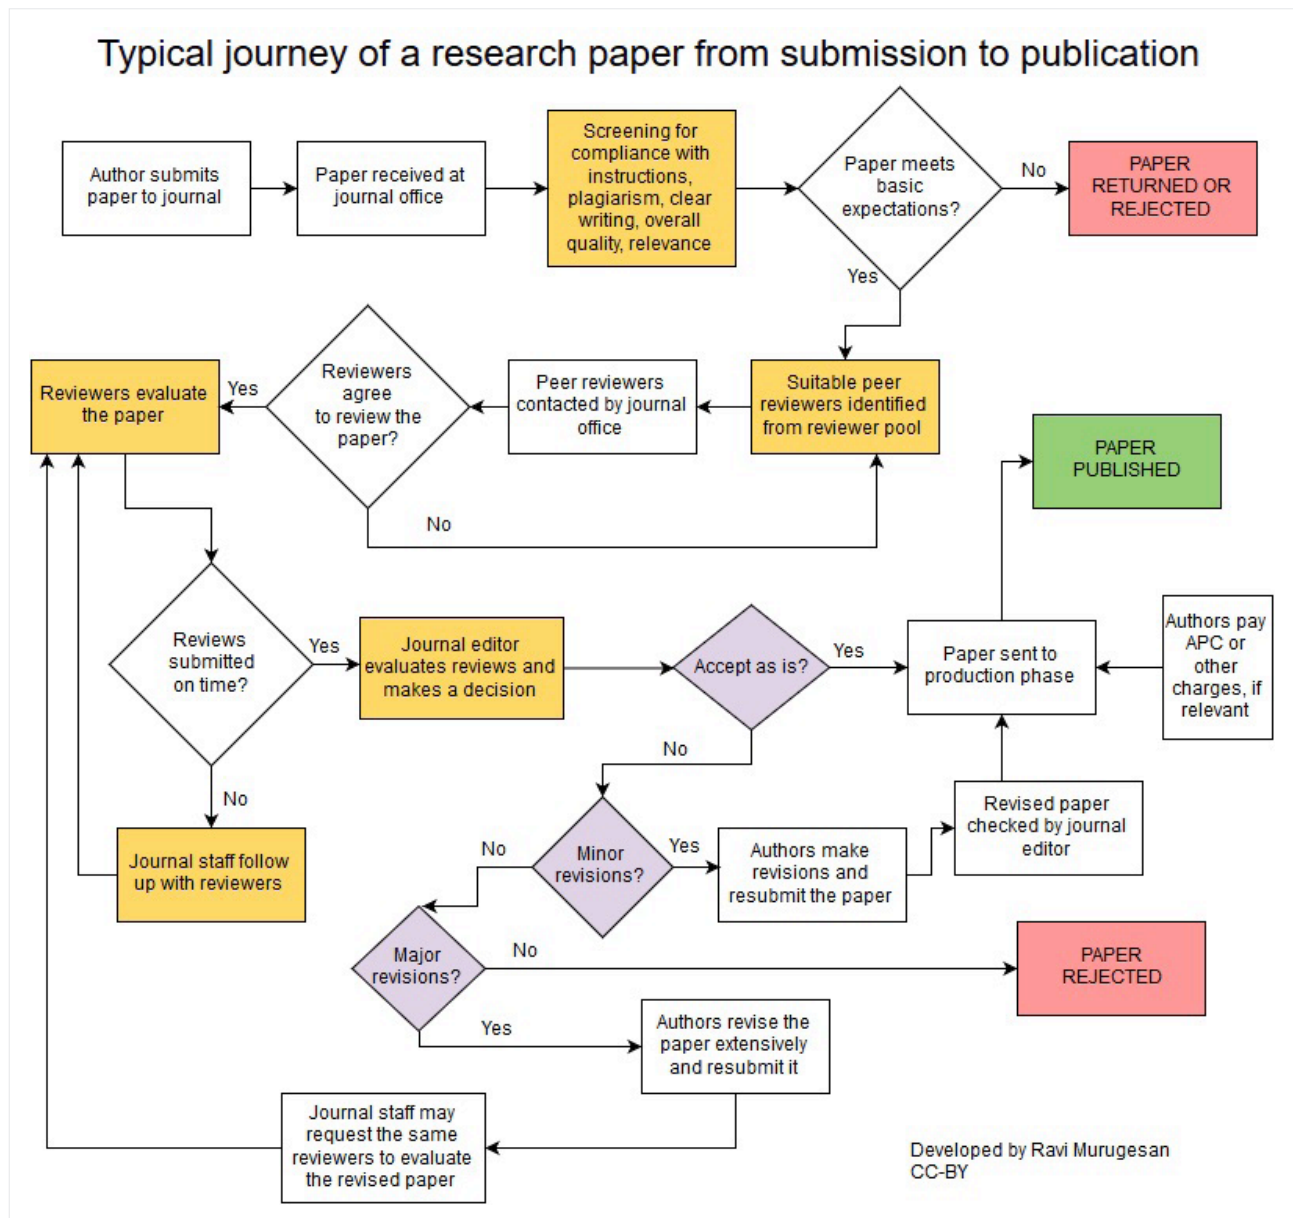 Typical journey of a research paper from submission to publication
Author submits
paper to journal
Paper received at
journal office
Screening for
compliance with
instructions,
plagiarism, clear
writing, overall
quality, relevance
Paper meets
basic
expectations?
No
PAPER
RETURNED OR
REJECTED
Yes
Reviewers evaluate
the paper
Yes
Reviewers
agree
to review the
paper?
Peer reviewers
contacted by journal
office
Suitable peer
reviewers identified
from reviewer pool
No
PAPER
PUBLISHED
Reviews
submitted
on time?
Yes
Journal editor
evaluates reviews and
makes a decision
Accept as is?
Yes
Paper sent to
production phase
Authors pay
APC or
other
charges, if
relevant
No
No
Journal staff follow
up with reviewers
No
Minor
revisions?
Yes
Authors make
revisions and
resubmit the paper
Revised paper
checked by journal
editor
Major
revisions?
No
PAPER
REJECTED
Yes
Authors revise the
paper extensively
and resubmit it
Journal staff may
request the same
reviewers to evaluate
the revised paper
Developed by Ravi Murugesan
CC-BY